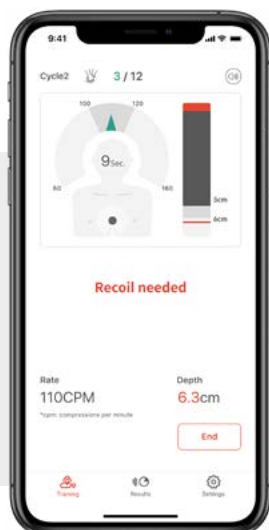 9:41
Cycle2 3 / 12
100 120
9Sec.
60 160
5cm
6cm
Recoil needed
Rate Depth
110CPM 6.3cm
*cpm: compressions per minute
End
Training Results Settings